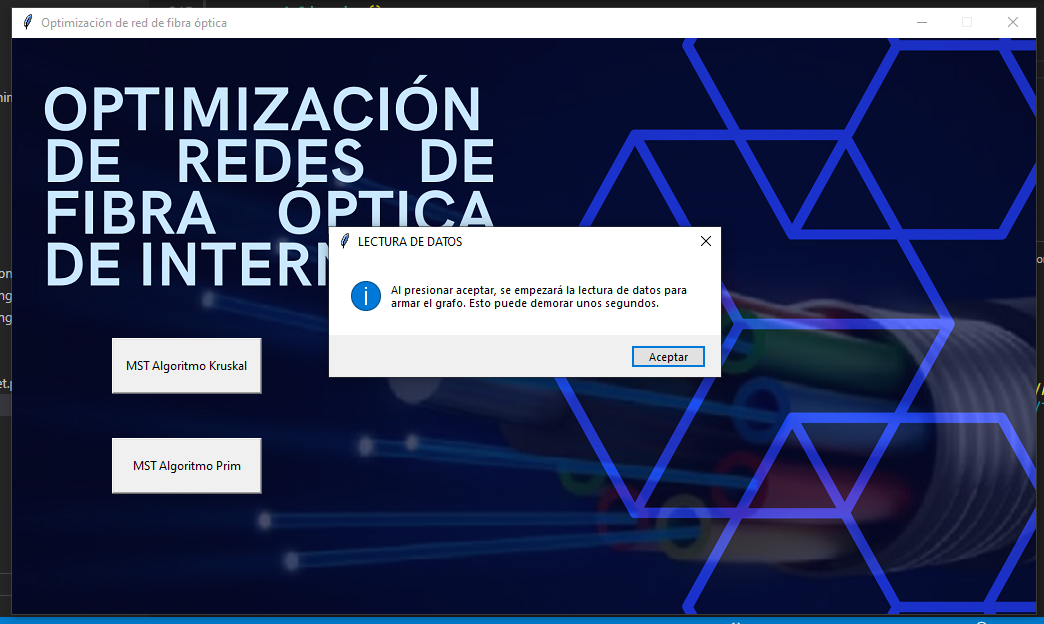 Optimización de red de fibra óptica
OPTIMIZACIÓN
DE REDES DE
FIBRA ÓPTICA
DE INTERN
LECTURA DE DATOS
Al presionar aceptar, se empezará la lectura de datos para
armar el grafo. Esto puede demorar unos segundos.
Aceptar
MST Algoritmo Kruskal
MST Algoritmo Prim